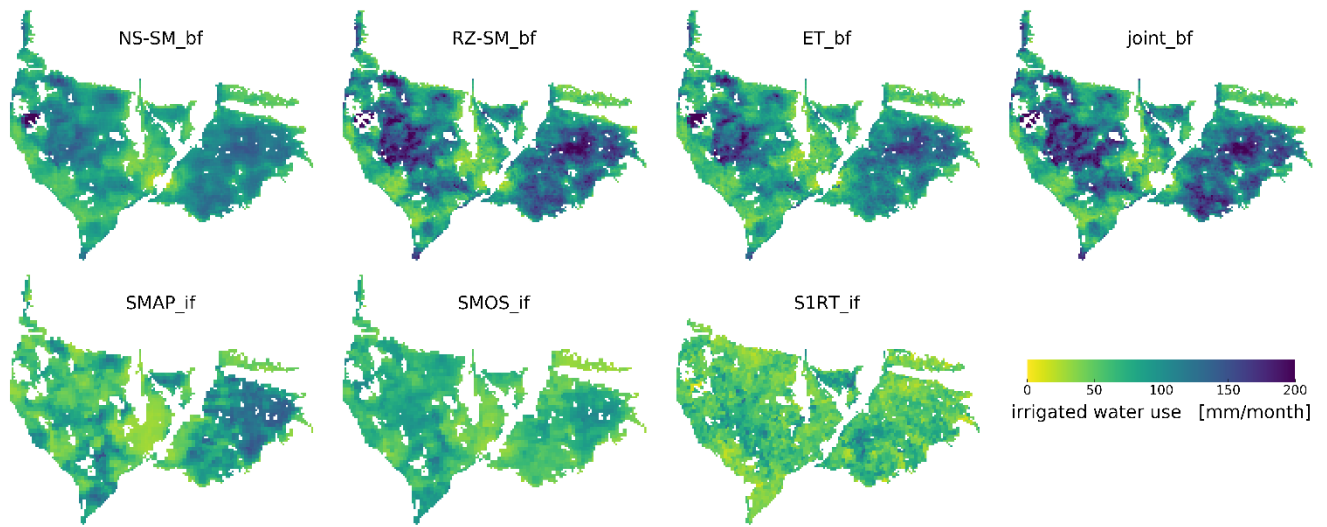 NS-SM_bf RZ-SM_bf ET_bf joint_bf
SMAP_if SMOS_if S1RT_if
0 50 100 150 200
irrigated water use [mm/month]